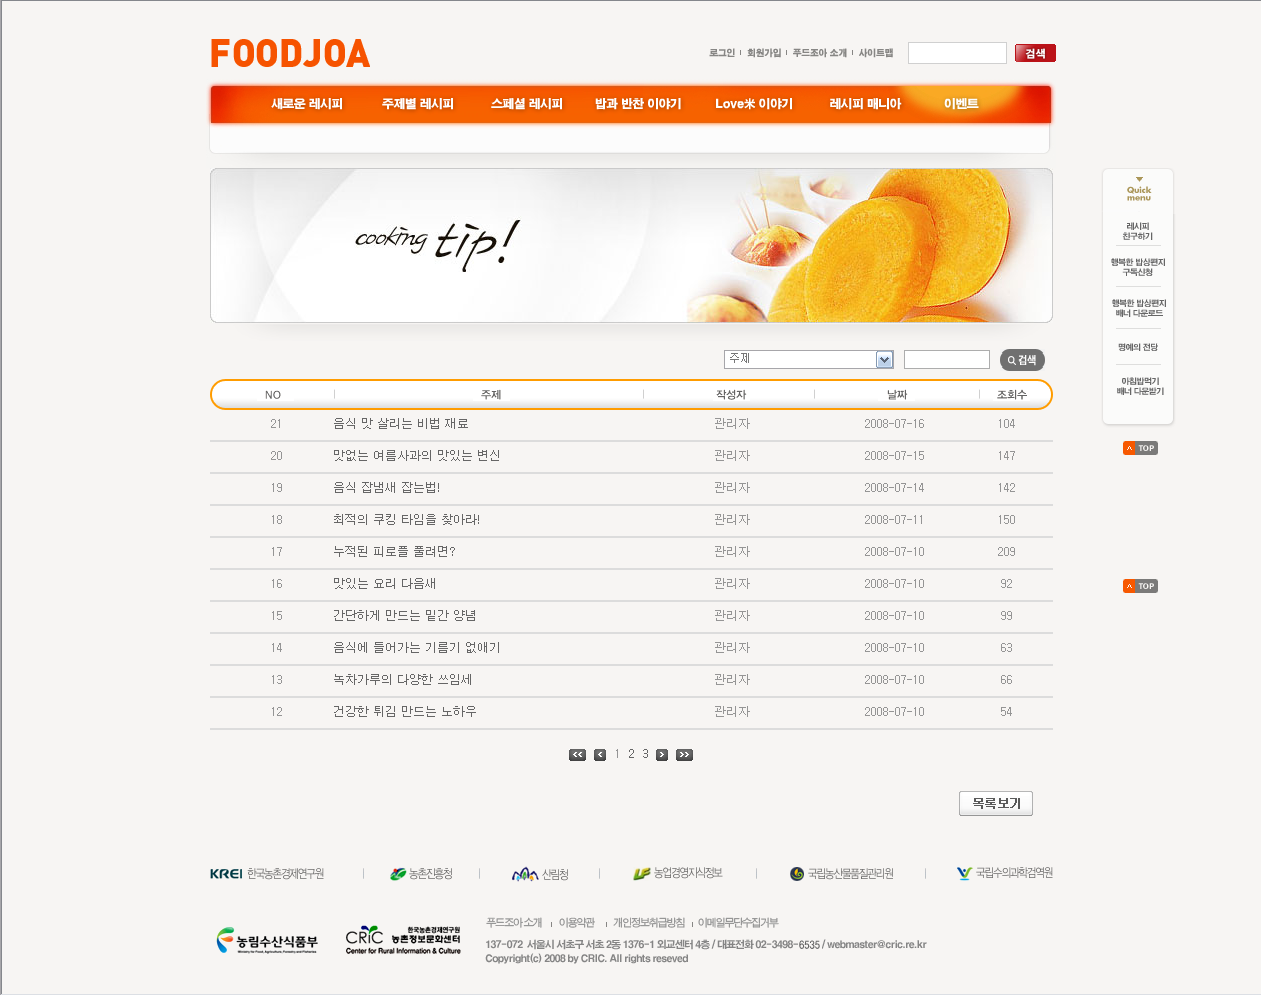 FOODJOA
로그인 회원가입 푸드조아 소개 사이트맵 검색
새로운 레시피 주제별 레시피 스페셜 레시피 밥과 반찬 이야기 Love米 이야기 레시피 매니아 이벤트
cooking tip!
Quick
menu
레시피
친구하기
행복한 밥상편지
구독신청
행복한 밥상편지
배너 다운로드
명예의 전당
아침밥먹기
배너 다운받기
TOP
TOP
주제 검색
NO 주제 작성자 날짜 조회수
21 음식 맛 살리는 비법 재료 관리자 2008-07-16 104
20 맛없는 여름사과의 맛있는 변신 관리자 2008-07-15 147
19 음식 잡냄새 잡는법! 관리자 2008-07-14 142
18 최적의 쿠킹 타임을 찾아라! 관리자 2008-07-11 150
17 누적된 피로를 풀려면? 관리자 2008-07-10 209
16 맛있는 요리 다음새 관리자 2008-07-10 92
15 간단하게 만드는 밑간 양념 관리자 2008-07-10 99
14 음식에 들어가는 기름기 없애기 관리자 2008-07-10 63
13 녹차가루의 다양한 쓰임세 관리자 2008-07-10 66
12 건강한 튀김 만드는 노하우 관리자 2008-07-10 54
1 2 3
목록보기
KREI 한국농촌경제연구원 농촌진흥청 산림청 농업경영지식정보 국립농산물품질관리원 국립수의과학검역원
푸드조아 소개 이용약관 개인정보취급방침 이메일무단수집거부
농림수산식품부
Ministry for Food, Agriculture, Forestry and Fisheries
CRIC 한국농촌경제연구원
농촌정보문화센터
Center for Rural Information & Culture
137-072 서울시 서초구 서초 2동 1376-1 외교센터 4층 / 대표전화 02-3498-6535 / webmaster@cric.re.kr
Copyright(c) 2008 by CRIC. All rights reseved